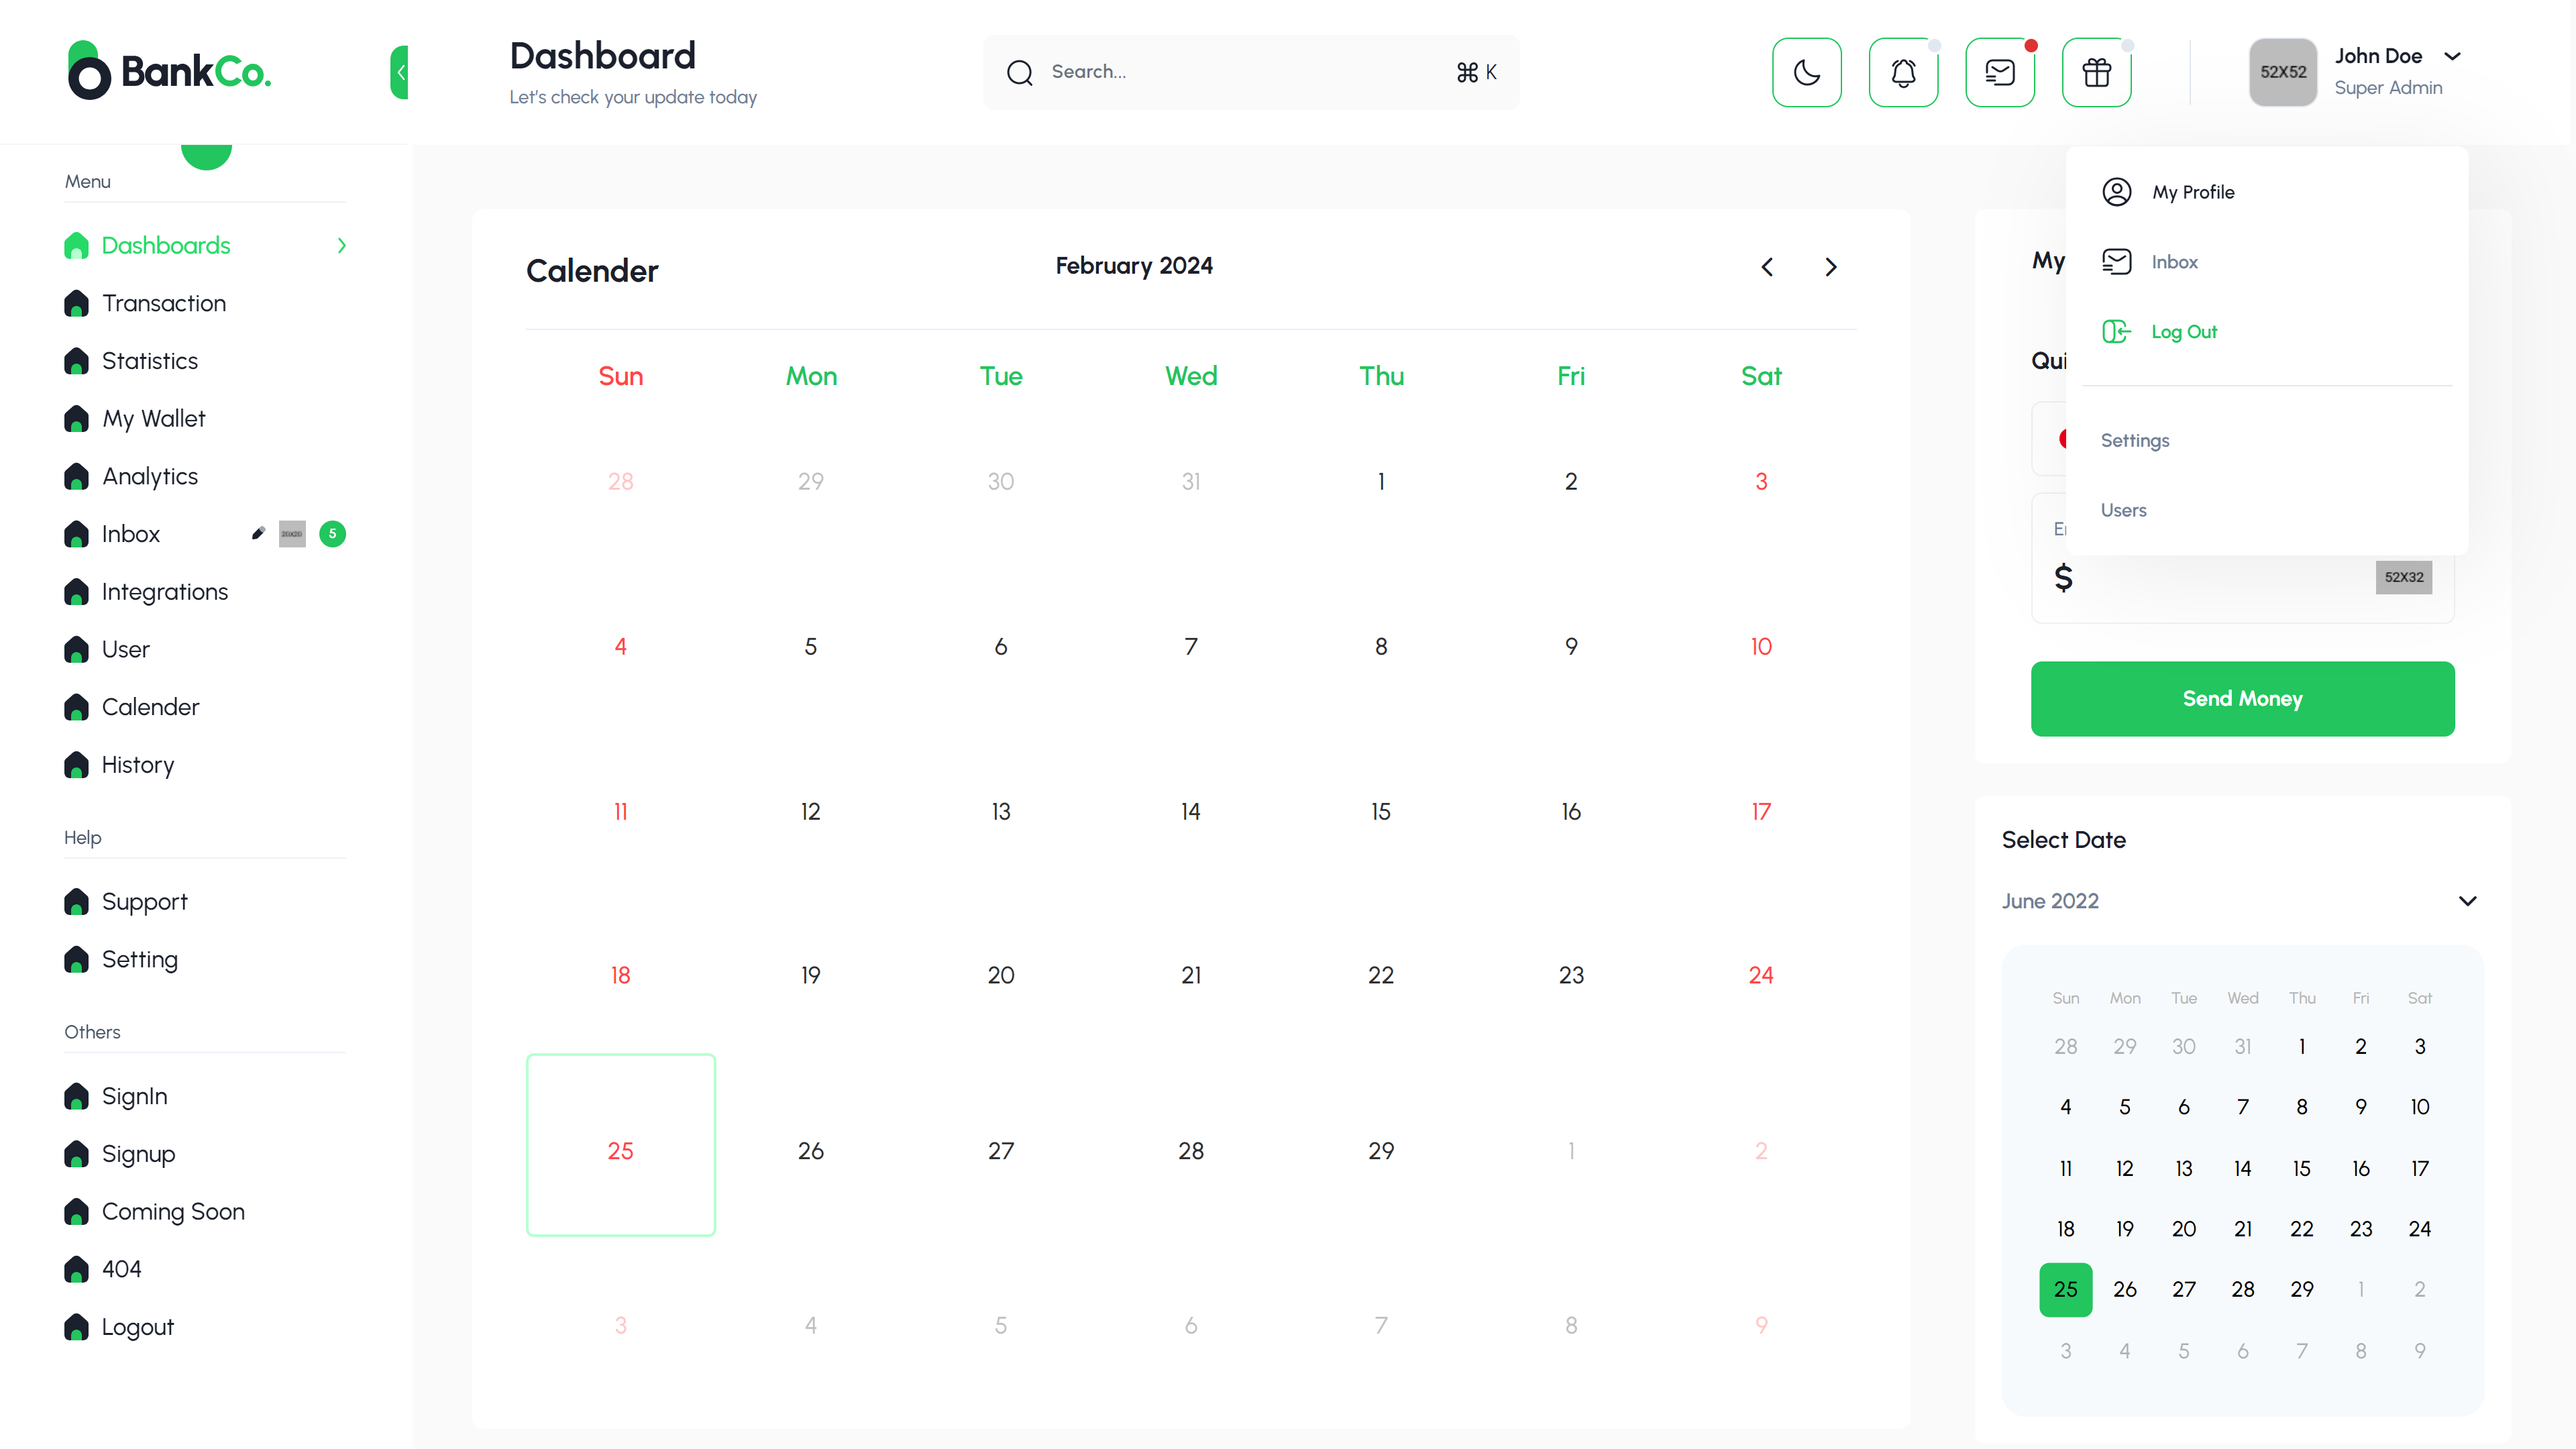 BankCo.
Dashboard
Let's check your update today
Search...
⌘ K
52X52
John Doe
Super Admin
Menu
Dashboards
Transaction
Statistics
My Wallet
Analytics
Inbox
5
Integrations
User
Calender
History
Help
Support
Setting
Others
SignIn
Signup
Coming Soon
404
Logout
Calender
February 2024
Sun Mon Tue Wed Thu Fri Sat
28 29 30 31 1 2 3
4 5 6 7 8 9 10
11 12 13 14 15 16 17
18 19 20 21 22 23 24
25 26 27 28 29 1 2
3 4 5 6 7 8 9
My
My Profile
Inbox
Log Out
Settings
Users
$
52X32
Send Money
Select Date
June 2022
Sun Mon Tue Wed Thu Fri Sat
28 29 30 31 1 2 3
4 5 6 7 8 9 10
11 12 13 14 15 16 17
18 19 20 21 22 23 24
25 26 27 28 29 1 2
3 4 5 6 7 8 9